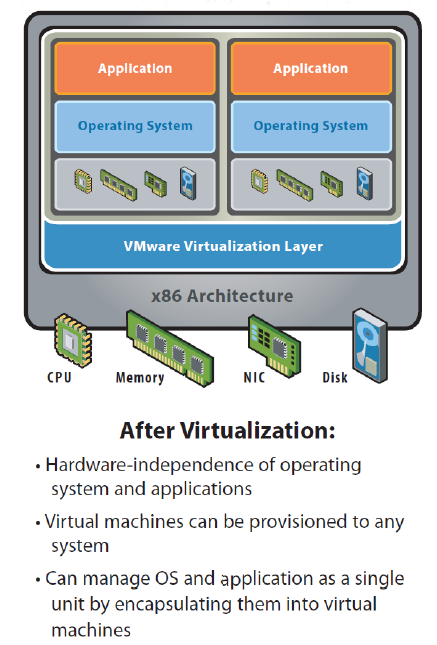 Application Application
Operating System Operating System
VMware Virtualization Layer
x86 Architecture
CPU Memory NIC Disk
After Virtualization:
• Hardware-independence of operating
system and applications
• Virtual machines can be provisioned to any
system
• Can manage OS and application as a single
unit by encapsulating them into virtual
machines